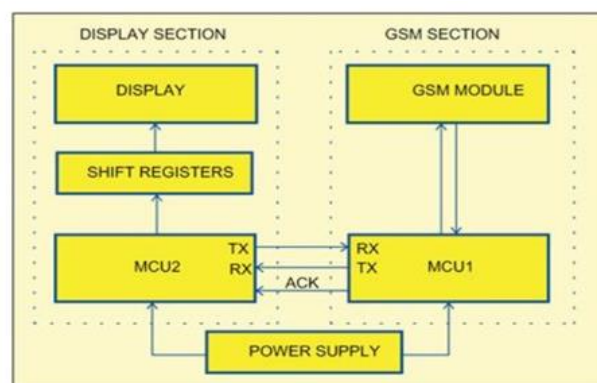 DISPLAY SECTION
GSM SECTION
DISPLAY
GSM MODULE
SHIFT REGISTERS
TX
RX
MCU2
RX
TX
MCU1
ACK
POWER SUPPLY